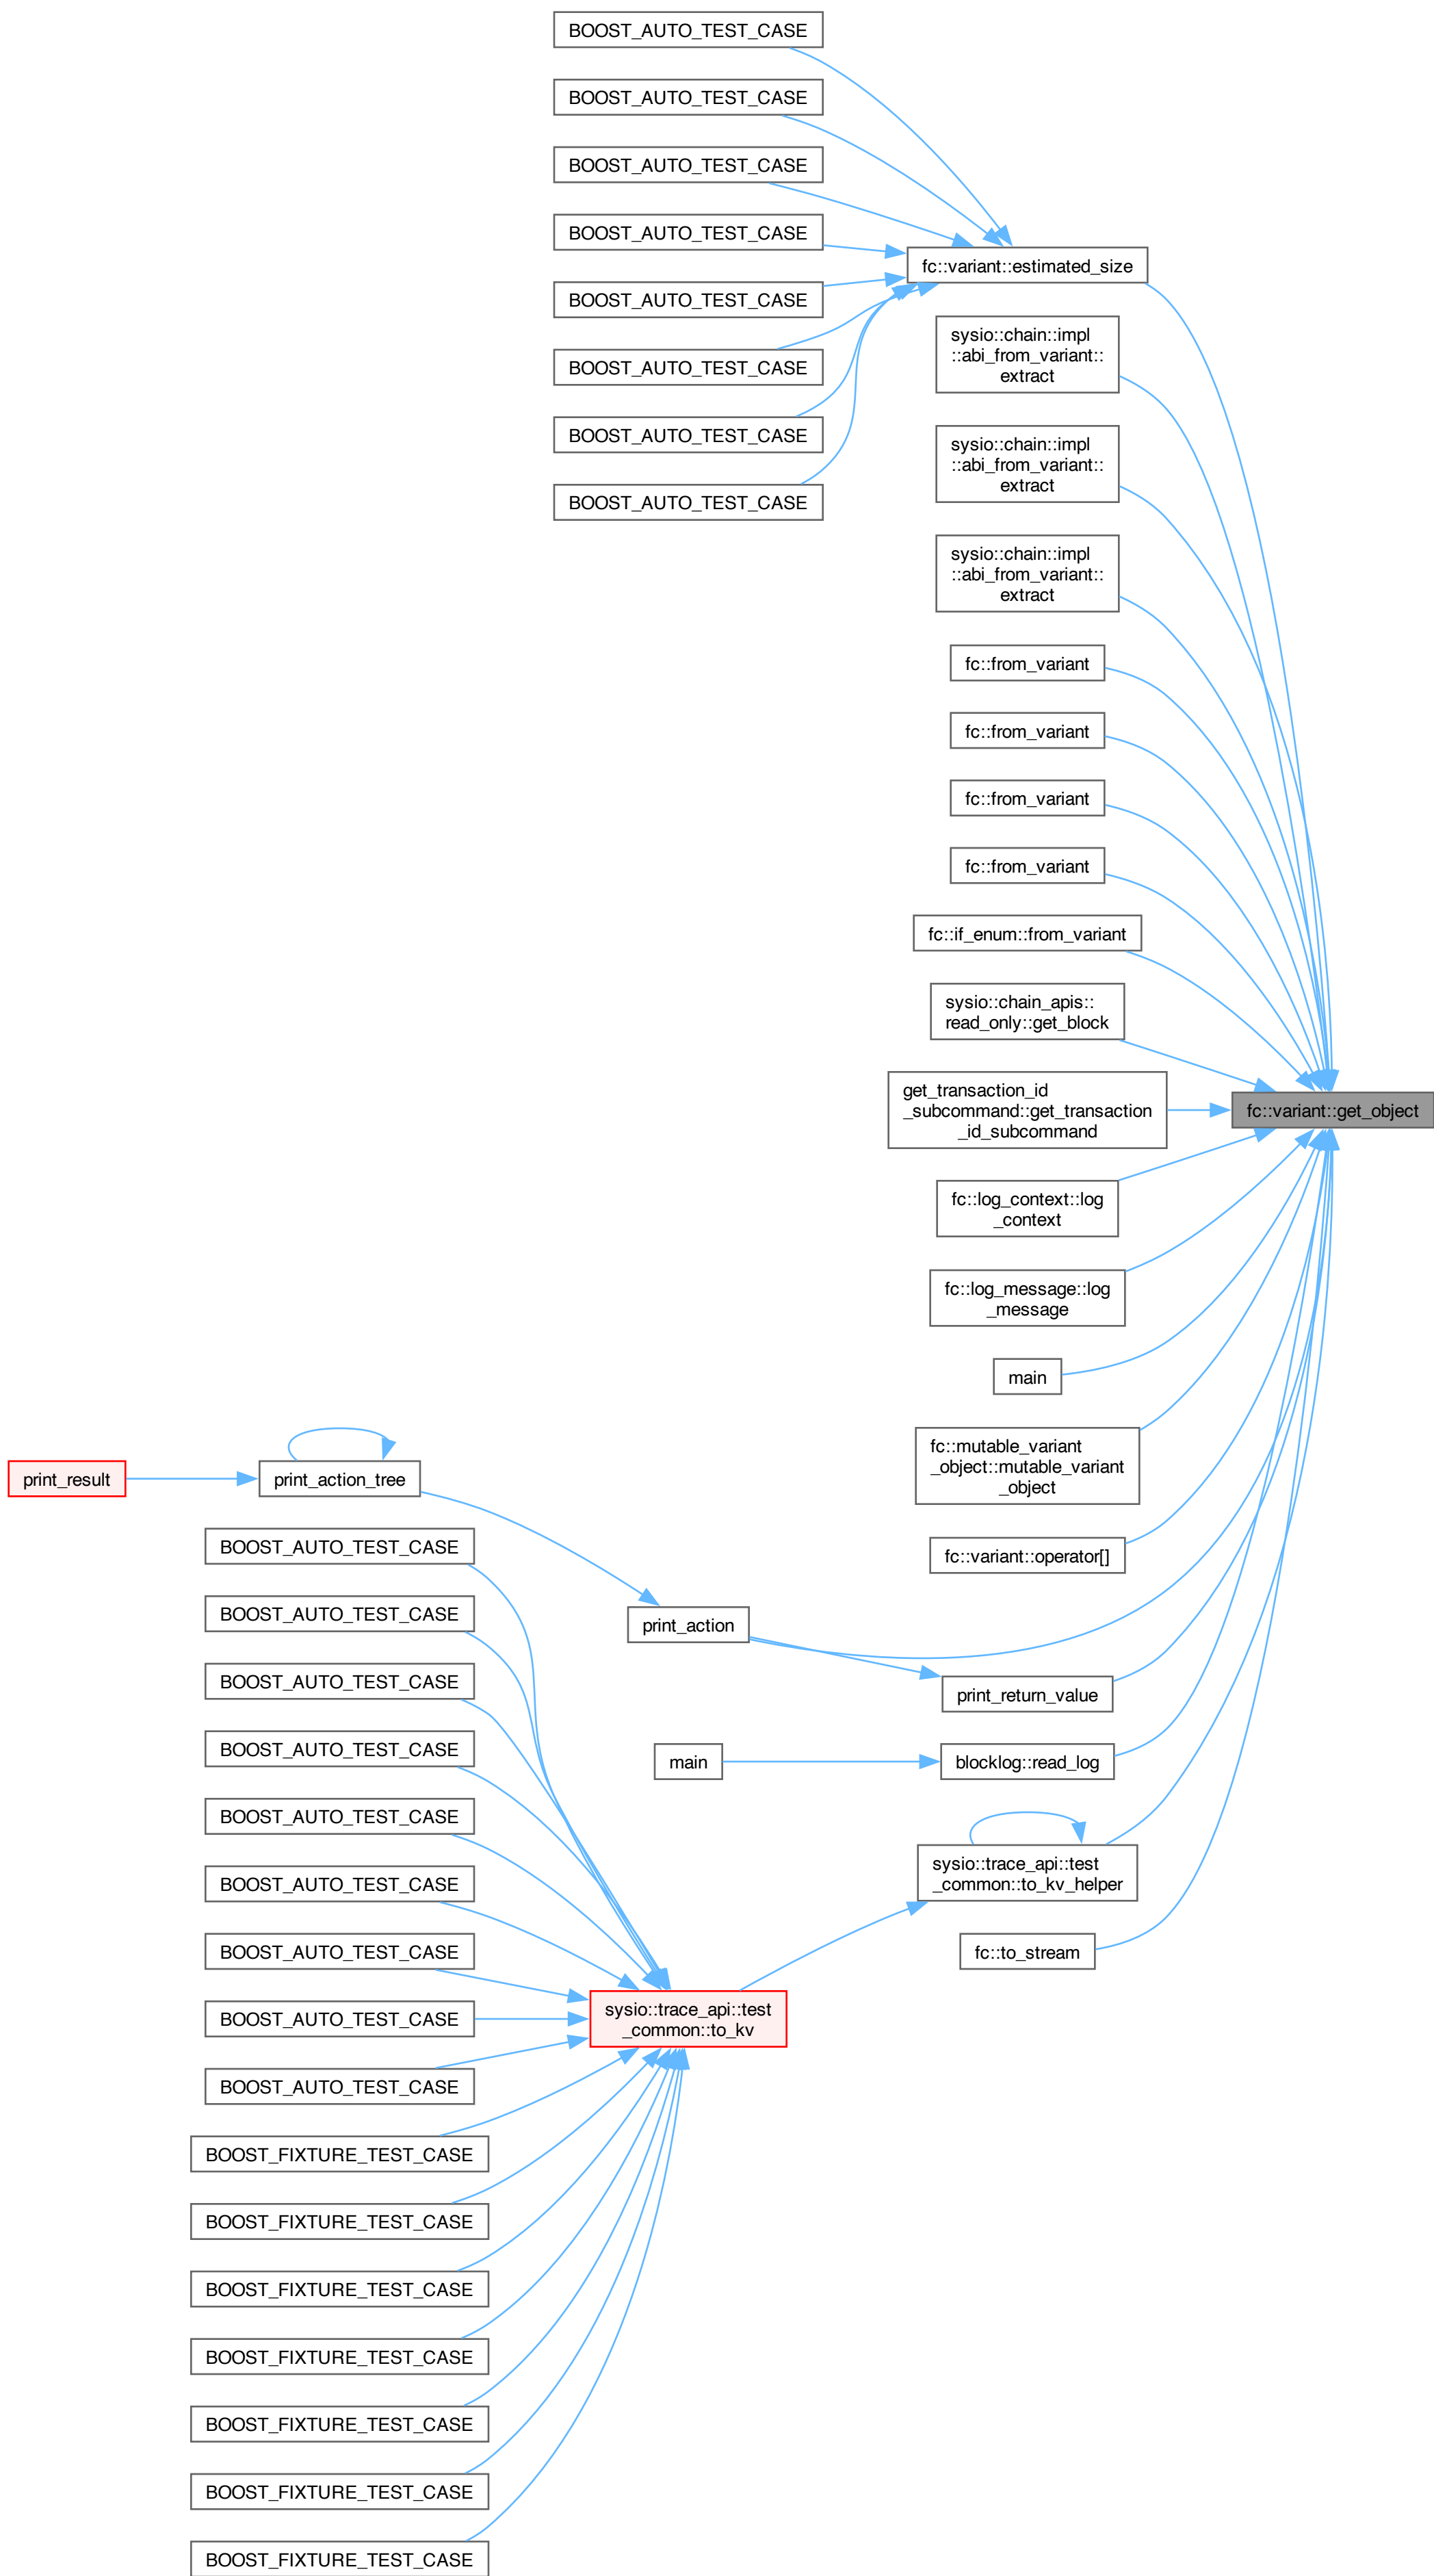 BOOST_AUTO_TEST_CASE
BOOST_AUTO_TEST_CASE
BOOST_AUTO_TEST_CASE
BOOST_AUTO_TEST_CASE
fc::variant::estimated_size
BOOST_AUTO_TEST_CASE
sysio::chain::impl
::abi_from_variant::
extract
BOOST_AUTO_TEST_CASE
BOOST_AUTO_TEST_CASE
sysio::chain::impl
::abi_from_variant::
extract
BOOST_AUTO_TEST_CASE
sysio::chain::impl
::abi_from_variant::
extract
fc::from_variant
fc::from_variant
fc::from_variant
fc::from_variant
fc::if_enum::from_variant
sysio::chain_apis::
read_only::get_block
get_transaction_id
_subcommand::get_transaction
_id_subcommand
fc::variant::get_object
fc::log_context::log
_context
fc::log_message::log
_message
main
fc::mutable_variant
_object::mutable_variant
_object
print_result
print_action_tree
BOOST_AUTO_TEST_CASE
fc::variant::operator[]
BOOST_AUTO_TEST_CASE
print_action
BOOST_AUTO_TEST_CASE
print_return_value
BOOST_AUTO_TEST_CASE
main
blocklog::read_log
BOOST_AUTO_TEST_CASE
BOOST_AUTO_TEST_CASE
sysio::trace_api::test
_common::to_kv_helper
BOOST_AUTO_TEST_CASE
fc::to_stream
BOOST_AUTO_TEST_CASE
sysio::trace_api::test
_common::to_kv
BOOST_AUTO_TEST_CASE
BOOST_FIXTURE_TEST_CASE
BOOST_FIXTURE_TEST_CASE
BOOST_FIXTURE_TEST_CASE
BOOST_FIXTURE_TEST_CASE
BOOST_FIXTURE_TEST_CASE
BOOST_FIXTURE_TEST_CASE
BOOST_FIXTURE_TEST_CASE